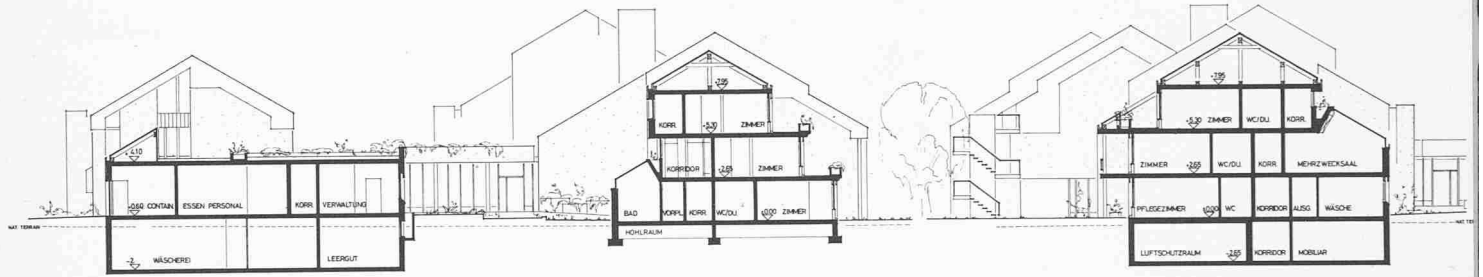 4.10
-0.60 CONTAIN. ESSEN PERSONAL KORR. VERWALTUNG
NAT. TERRAIN
WÄSCHEREI LEERGUT
+7.95
KORR. +5.30 ZIMMER
KORRIDOR +2.65 ZIMMER
BAD VORPL. KORR. WC/DU. ±0.00 ZIMMER
HOHLRAUM
+7.95
+5.30 ZIMMER WC/DU. KORR.
ZIMMER +2.65 WC/DU. KORR. MEHRZWECKSAAL
PFLEGEZIMMER ±0.00 WC KORRIDOR AUSG. WÄSCHE
LUFTSCHUTZRAUM -2.65 KORRIDOR MOBILIAR